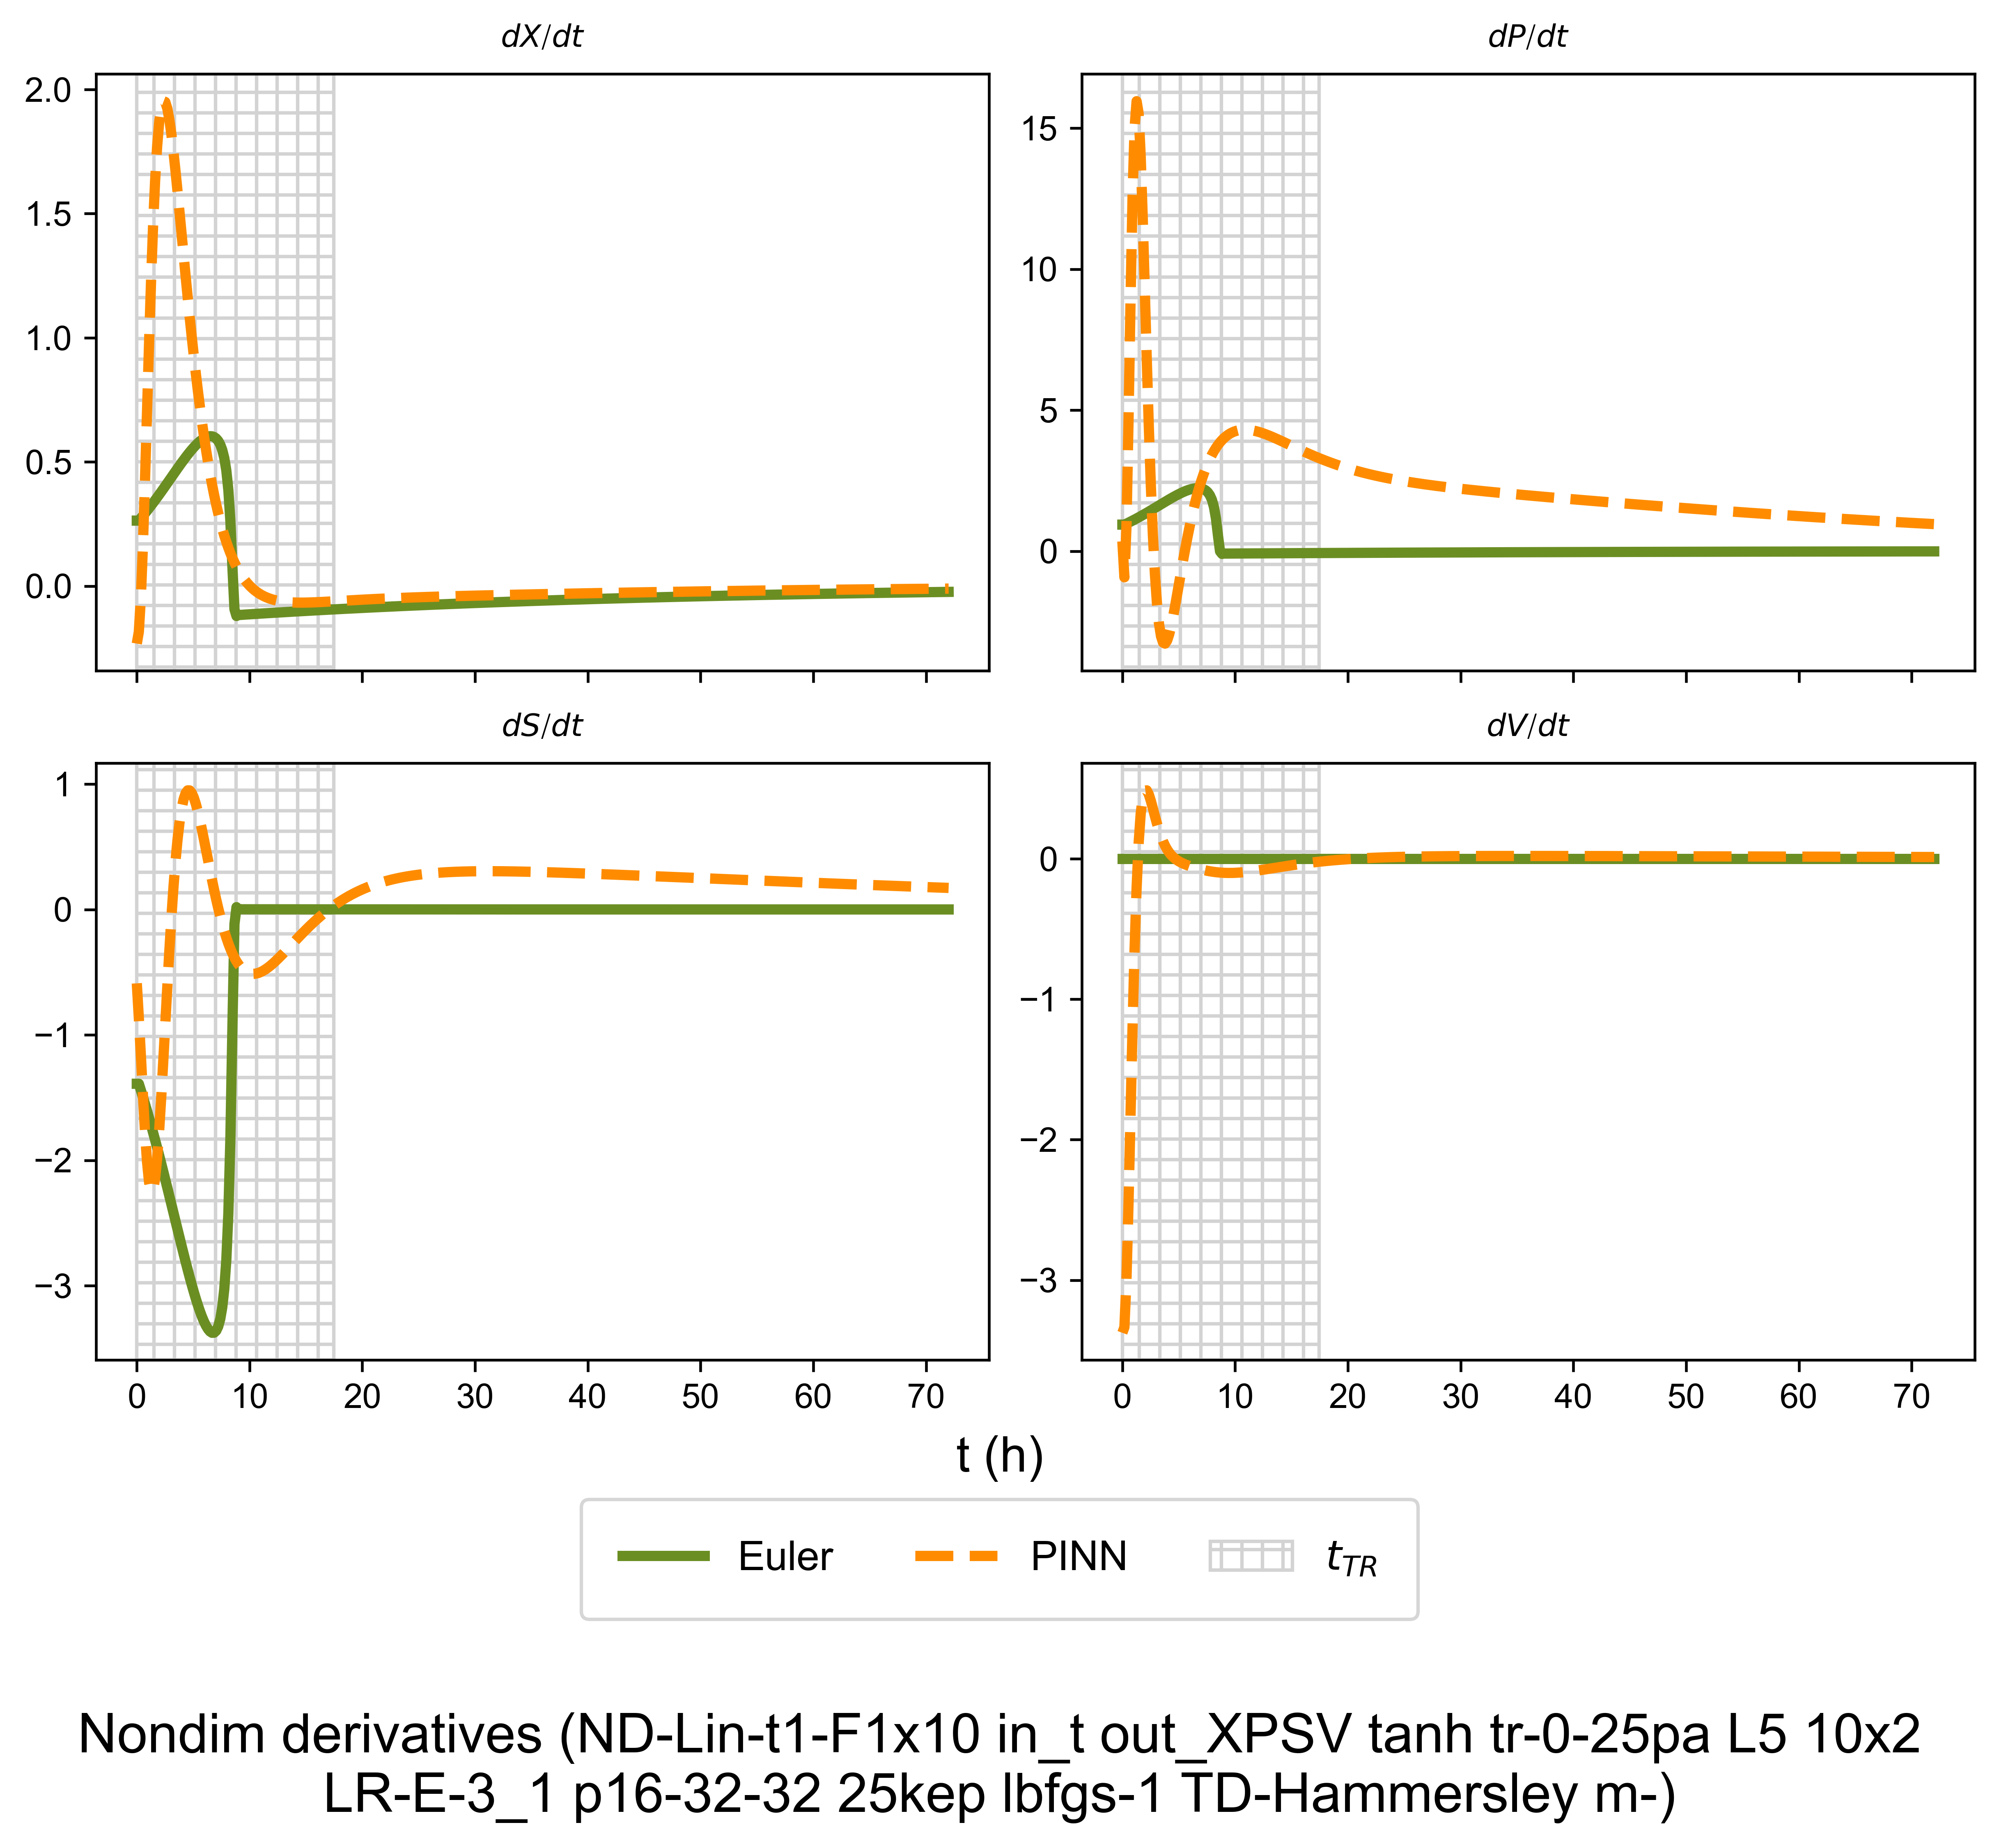 dX/dt
dP/dt
2.0
1.5
1.0
0.5
0.0
15
10
5
0
dS/dt
dV/dt
1
0
−1
−2
−3
0
−1
−2
−3
0 10 20 30 40 50 60 70
0 10 20 30 40 50 60 70
t (h)
Euler PINN t_TR
Nondim derivatives (ND-Lin-t1-F1x10 in_t out_XPSV tanh tr-0-25pa L5 10x2
LR-E-3_1 p16-32-32 25kep lbfgs-1 TD-Hammersley m-)